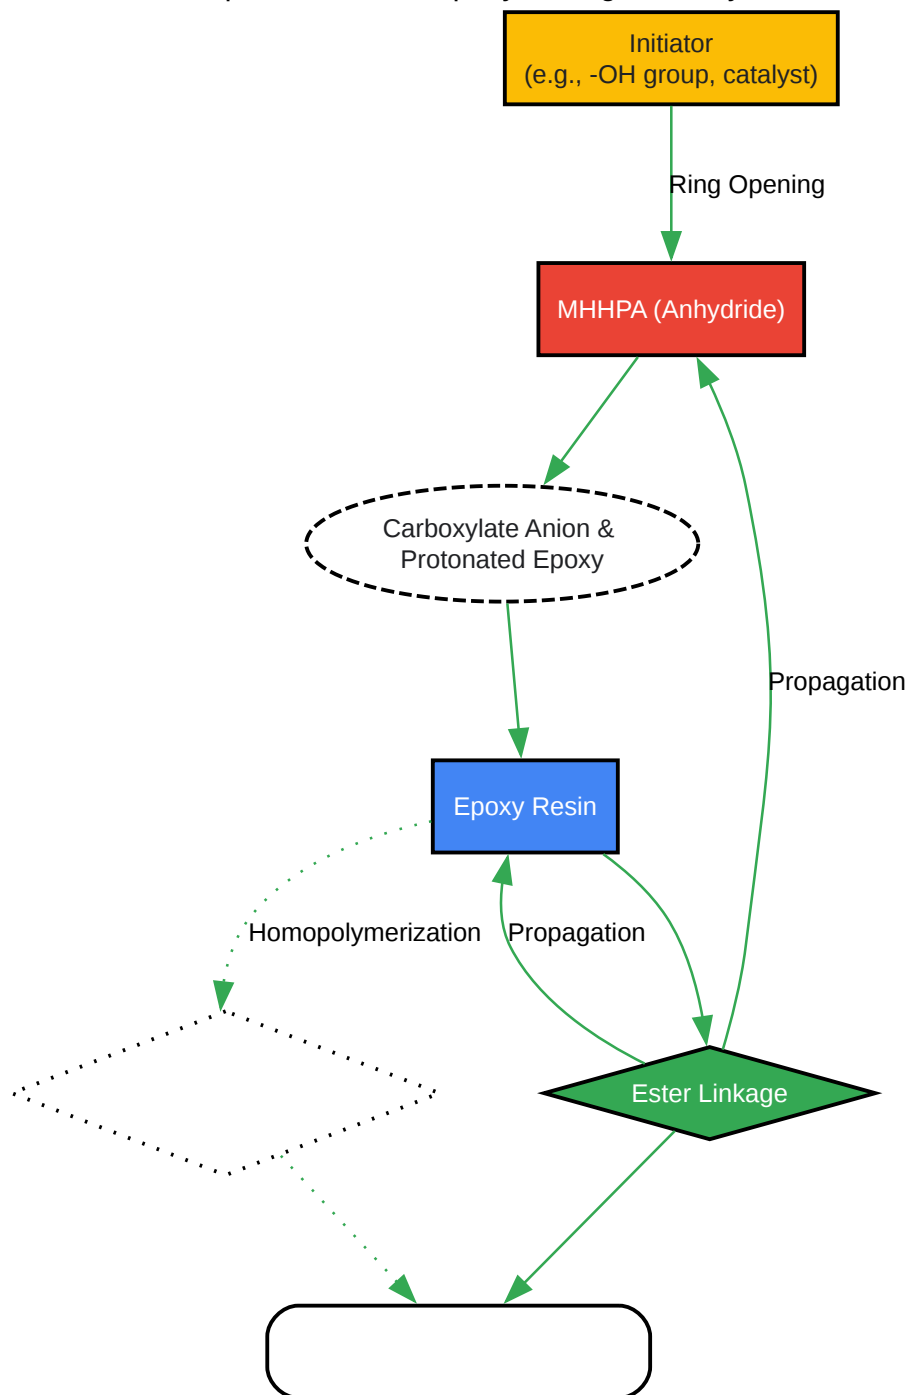 Initiator
(e.g., -OH group, catalyst)
Ring Opening
MHHPA (Anhydride)
Carboxylate Anion &
Protonated Epoxy
Propagation
Epoxy Resin
Homopolymerization
Propagation
Ester Linkage